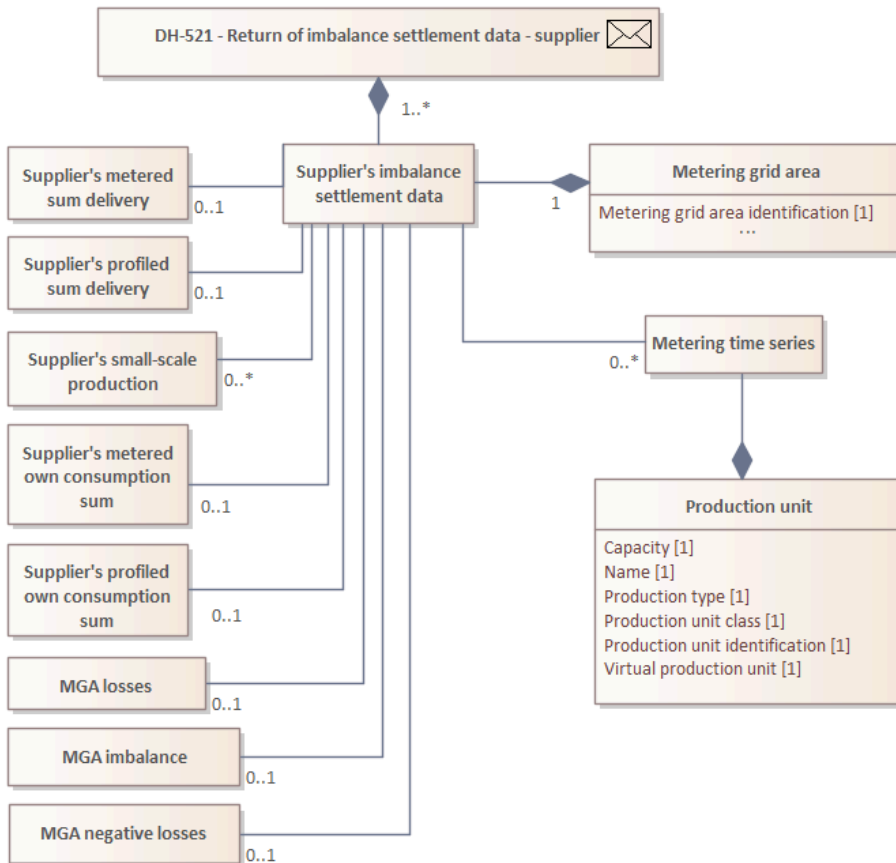 DH-521 - Return of imbalance settlement data - supplier
1..*
Supplier's metered
sum delivery
0..1
Supplier's imbalance
settlement data
1
Metering grid area
Metering grid area identification [1]
...
Supplier's profiled
sum delivery
0..1
Supplier's small-scale
production
0..*
Metering time series
0..*
Supplier's metered
own consumption
sum
0..1
Production unit
Capacity [1]
Name [1]
Production type [1]
Production unit class [1]
Production unit identification [1]
Virtual production unit [1]
Supplier's profiled
own consumption
sum
0..1
MGA losses
0..1
MGA imbalance
0..1
MGA negative losses
0..1